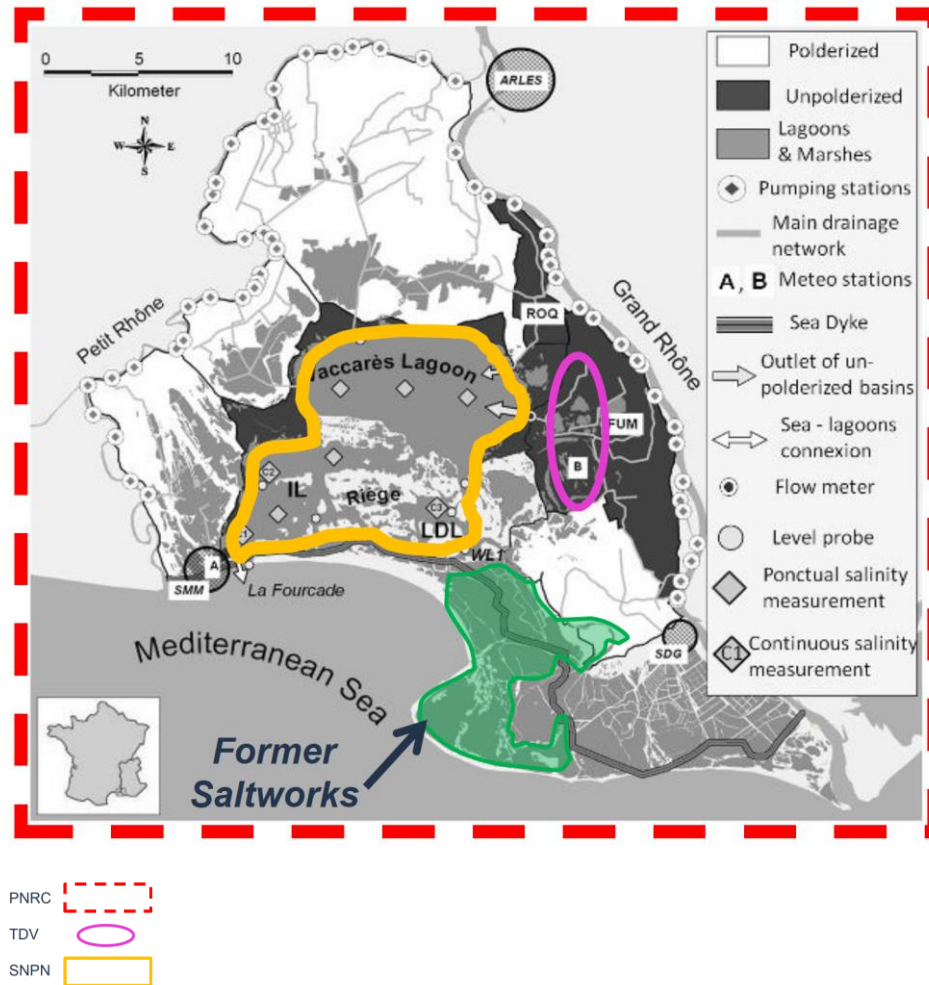 0 5 10
Kilometer
N
W E
S
ARLES
Petit Rhône
Grand Rhône
ROQ
accarès Lagoon
FUM
B
C2
IL
Riège
C3
LDL
WL1
A
SMM
La Fourcade
SDG
Mediterranean Sea
Former
Saltworks
Polderized
Unpolderized
Lagoons
& Marshes
Pumping stations
Main drainage
network
A, B Meteo stations
Sea Dyke
Outlet of un-
polderized basins
Sea - lagoons
connexion
Flow meter
Level probe
Ponctual salinity
measurement
C1 Continuous salinity
measurement
PNRC
TDV
SNPN